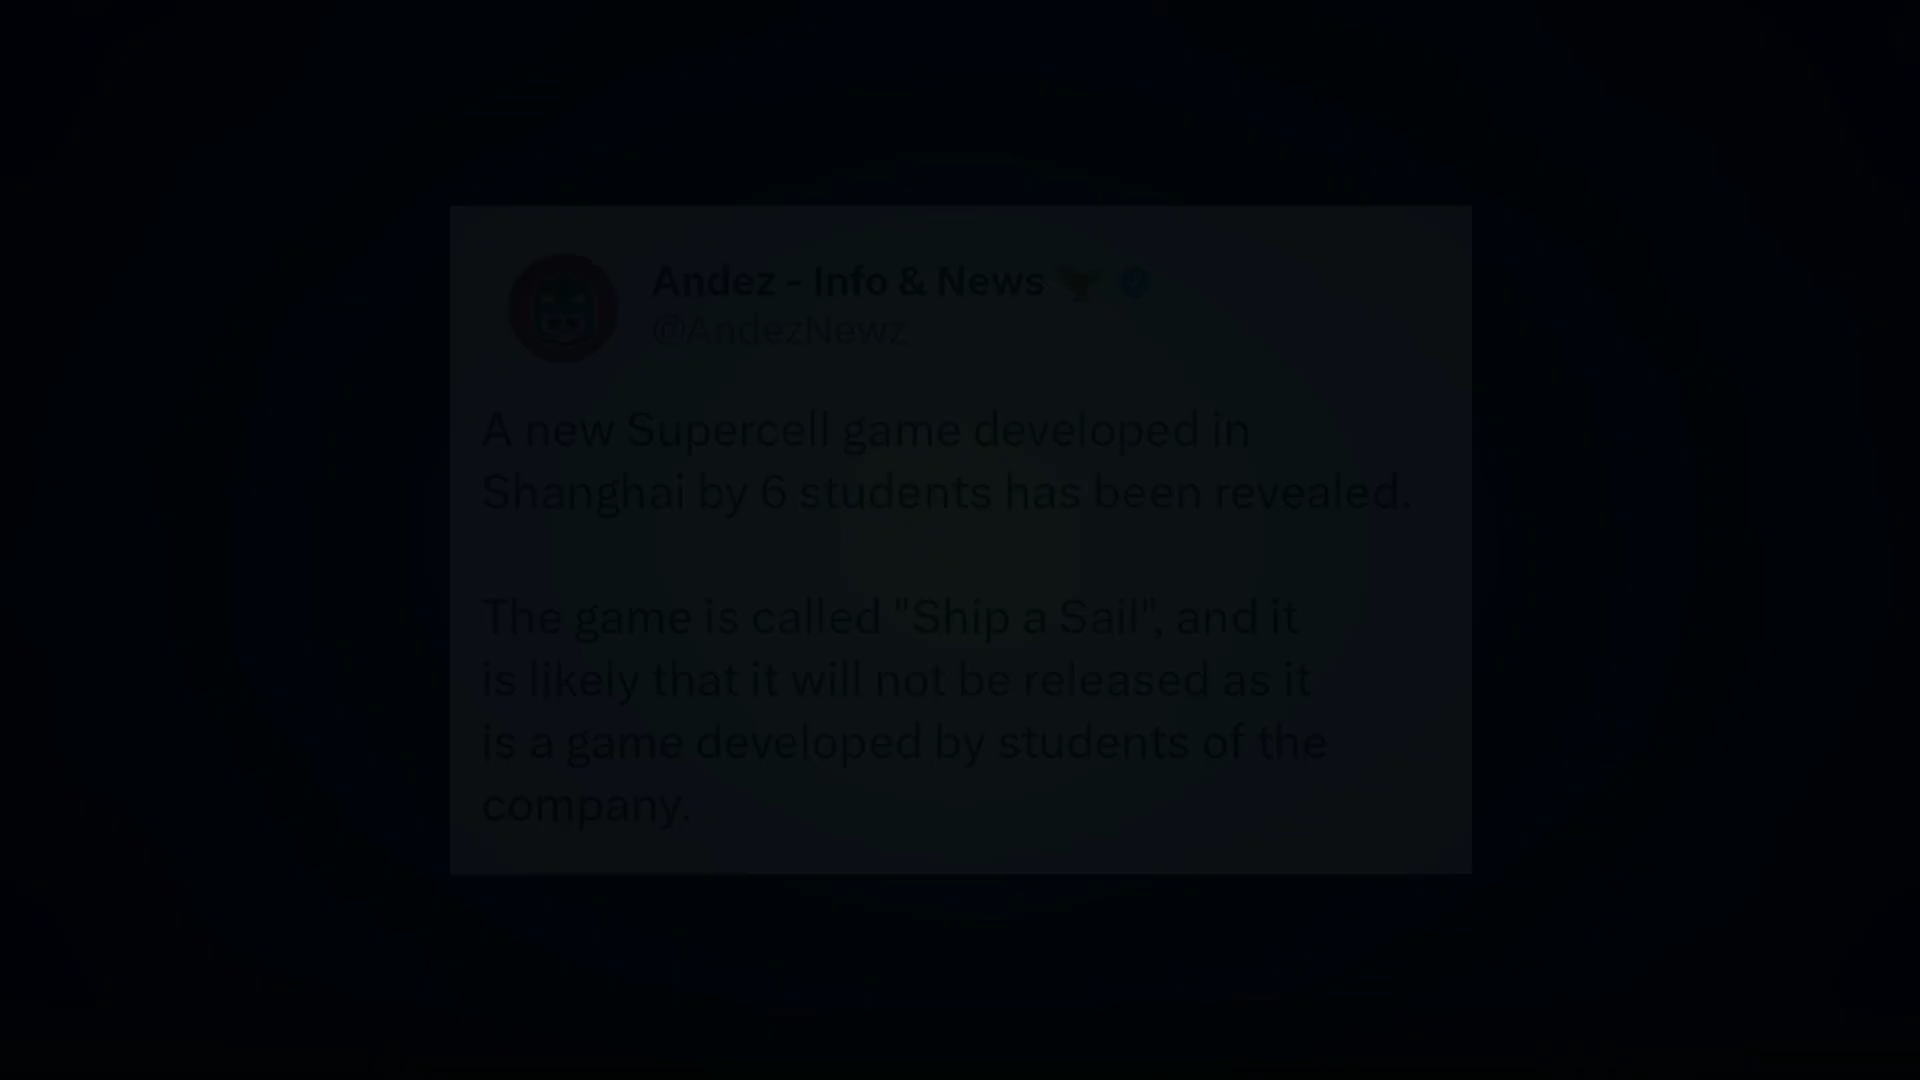 Andez - Info & News
@AndezNewz
A new Supercell game developed in
Shanghai by 6 students has been revealed.
The game is called "Ship a Sail", and it
is likely that it will not be released as it
is a game developed by students of the
company.